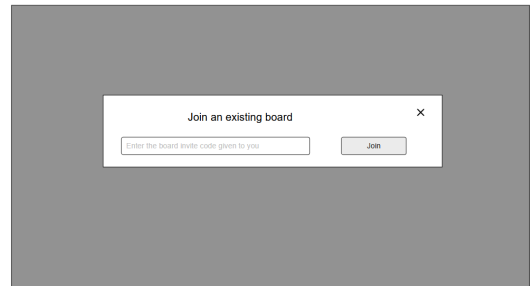 Join an existing board
×
Enter the board invite code given to you
Join